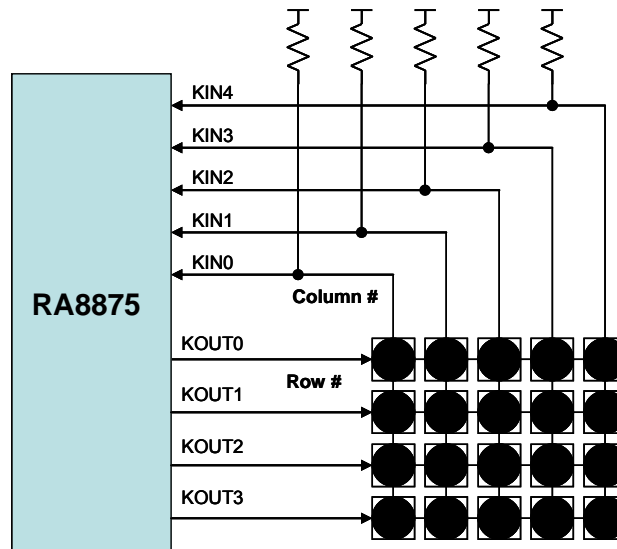 KIN4
KIN3
KIN2
KIN1
KIN0
Column #
RA8875
KOUT0
Row #
KOUT1
KOUT2
KOUT3